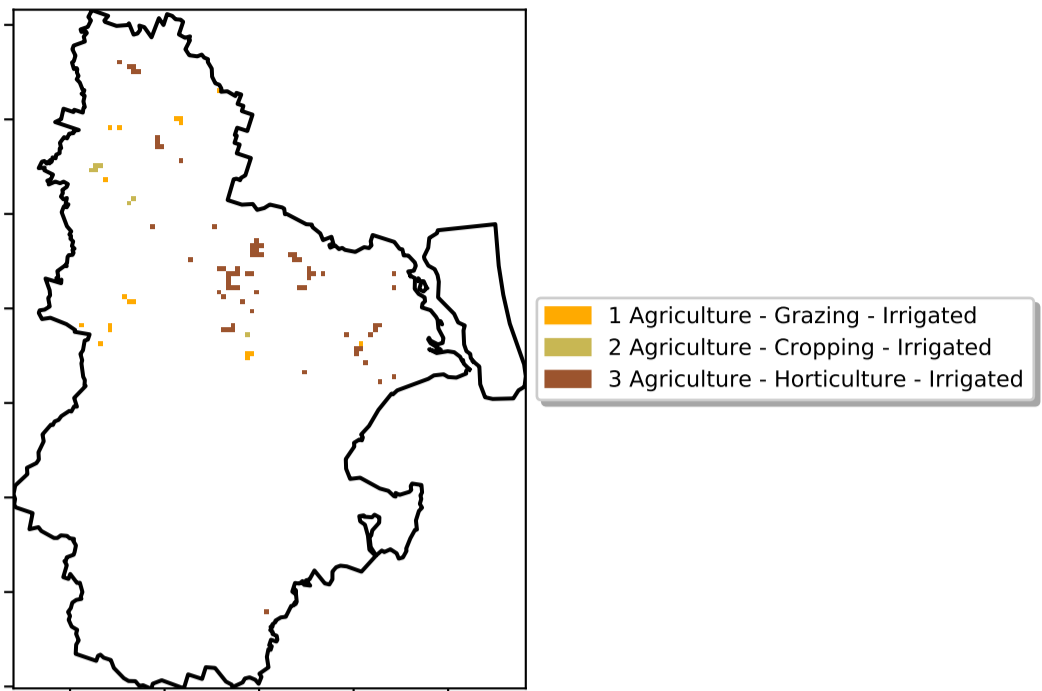 1 Agriculture - Grazing - Irrigated
2 Agriculture - Cropping - Irrigated
3 Agriculture - Horticulture - Irrigated